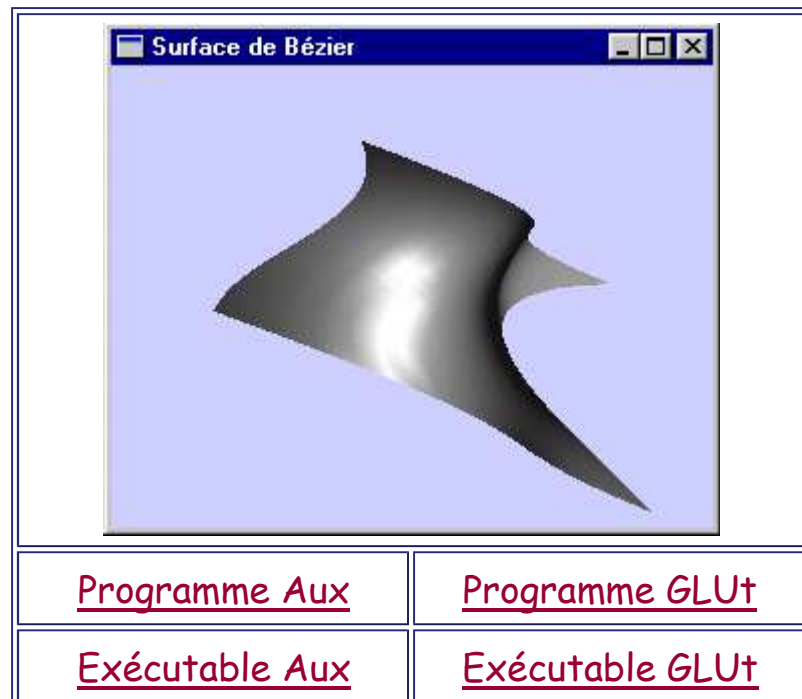 Surface de Bézier
Programme Aux
Programme GLUt
Exécutable Aux
Exécutable GLUt